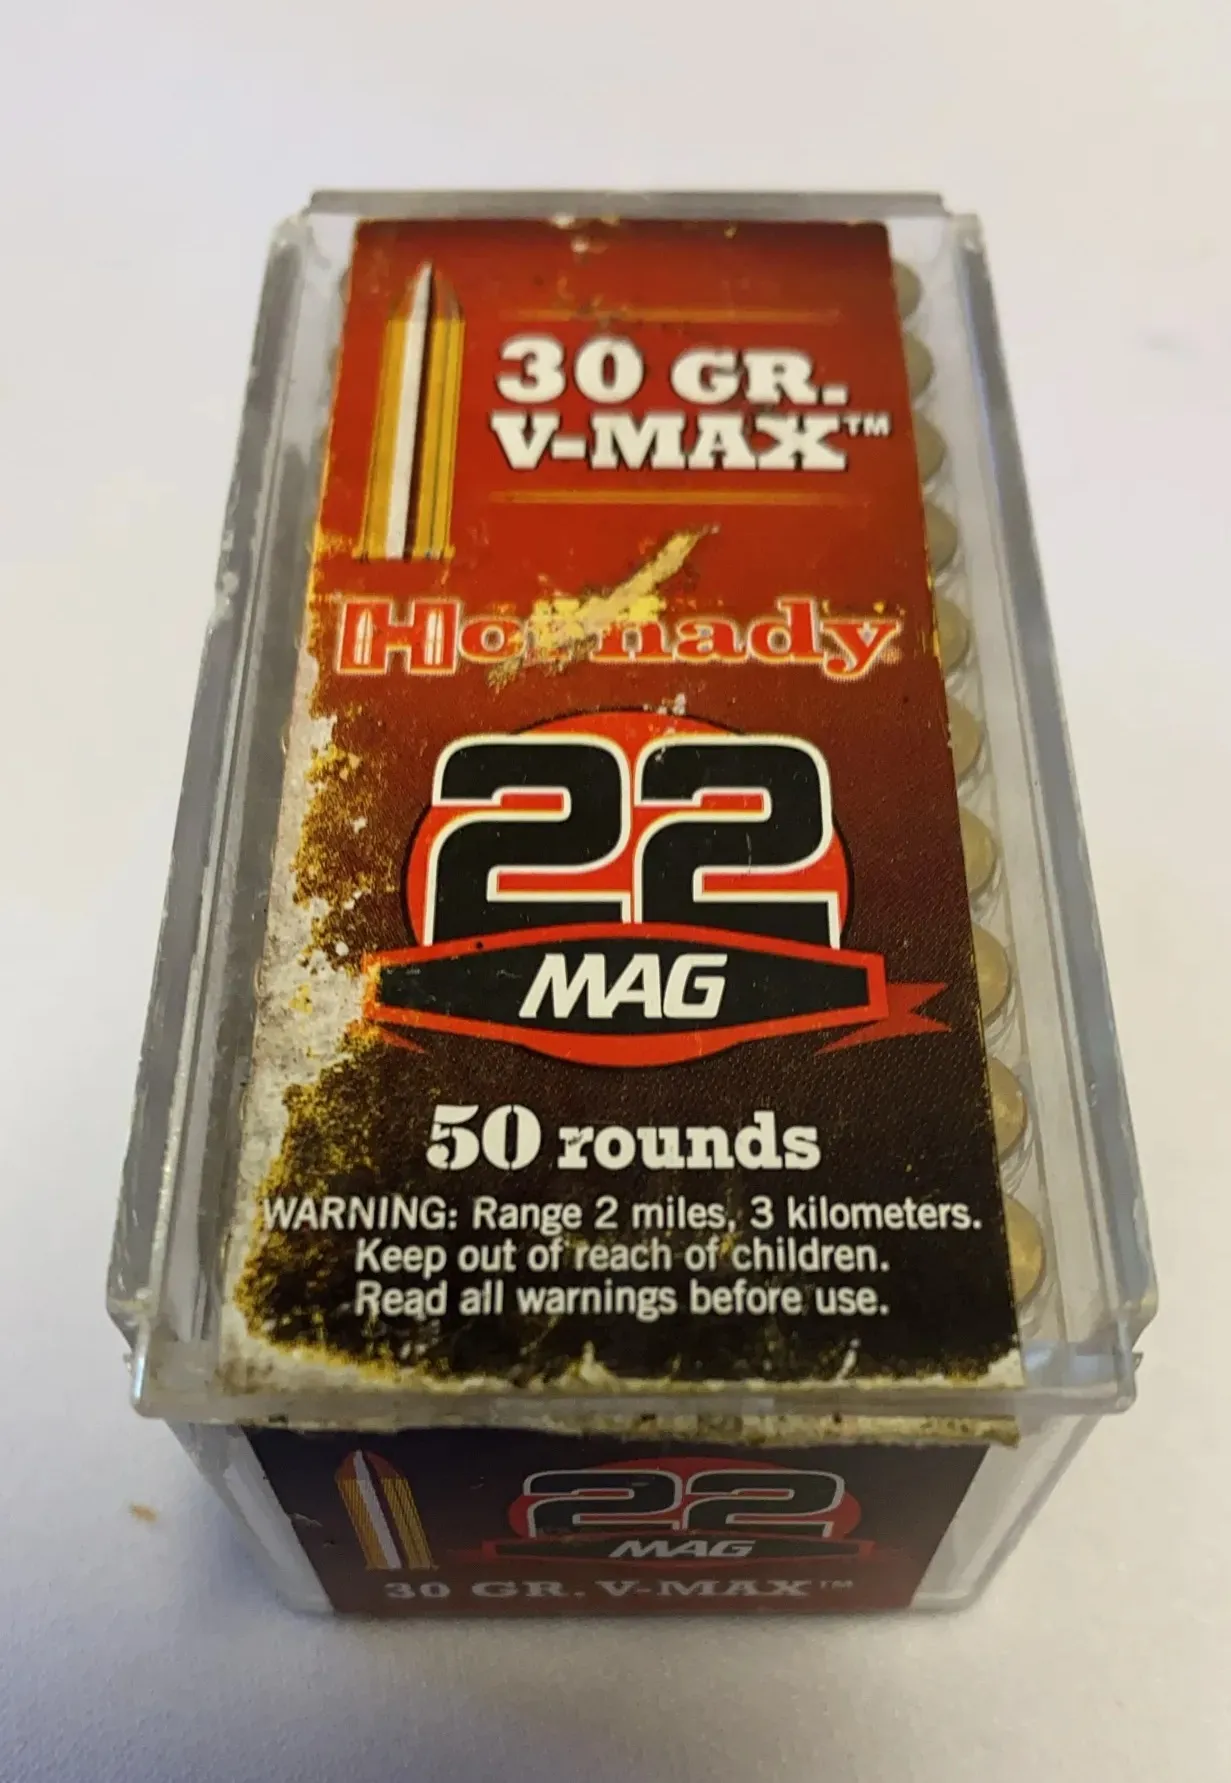 30 GR.
V-MAX™
Hornady
22
MAG
50 rounds
WARNING: Range 2 miles, 3 kilometers.
Keep out of reach of children.
Read all warnings before use.
22
MAG
30 GR. V-MAX™